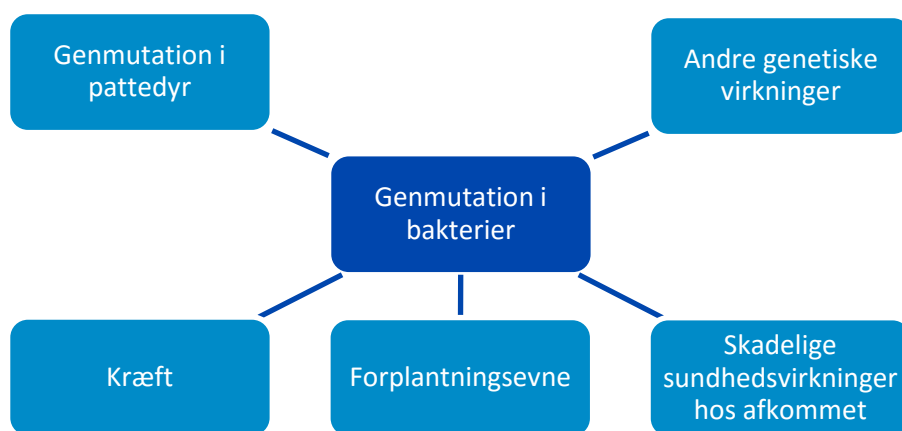 Genmutation i
pattedyr
Andre genetiske
virkninger
Genmutation i
bakterier
Kræft
Forplantningsevne
Skadelige
sundhedsvirkninger
hos afkommet